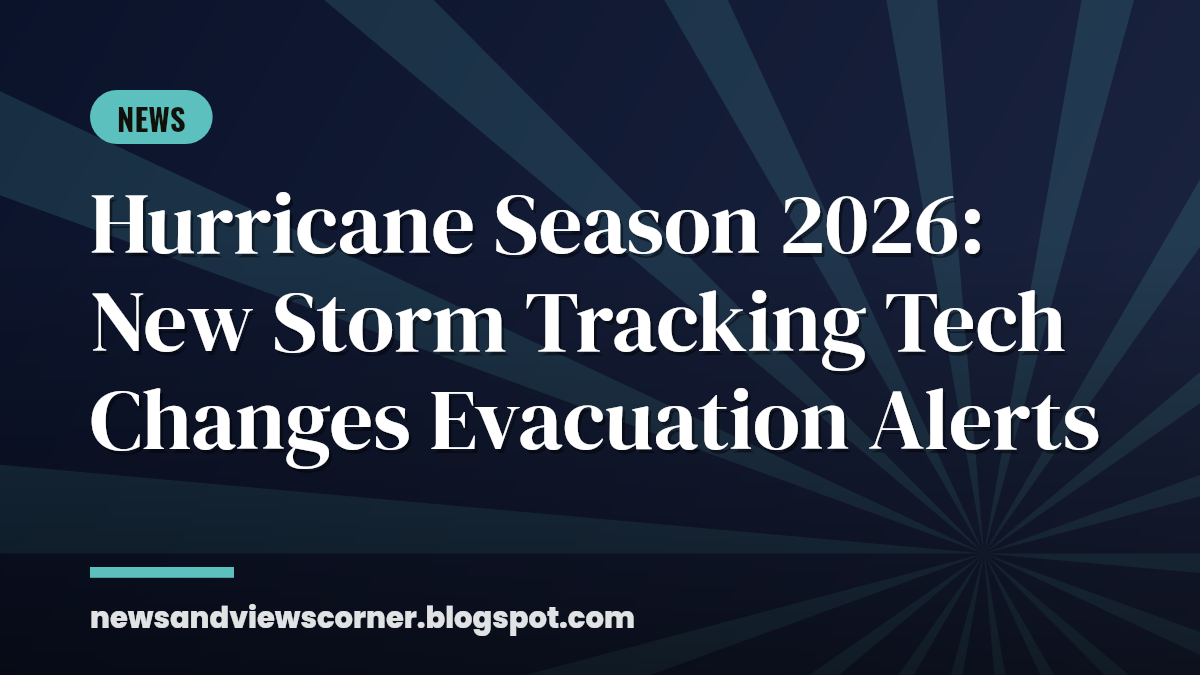 NEWS
Hurricane Season 2026:
New Storm Tracking Tech
Changes Evacuation Alerts
newsandviewscorner.blogspot.com